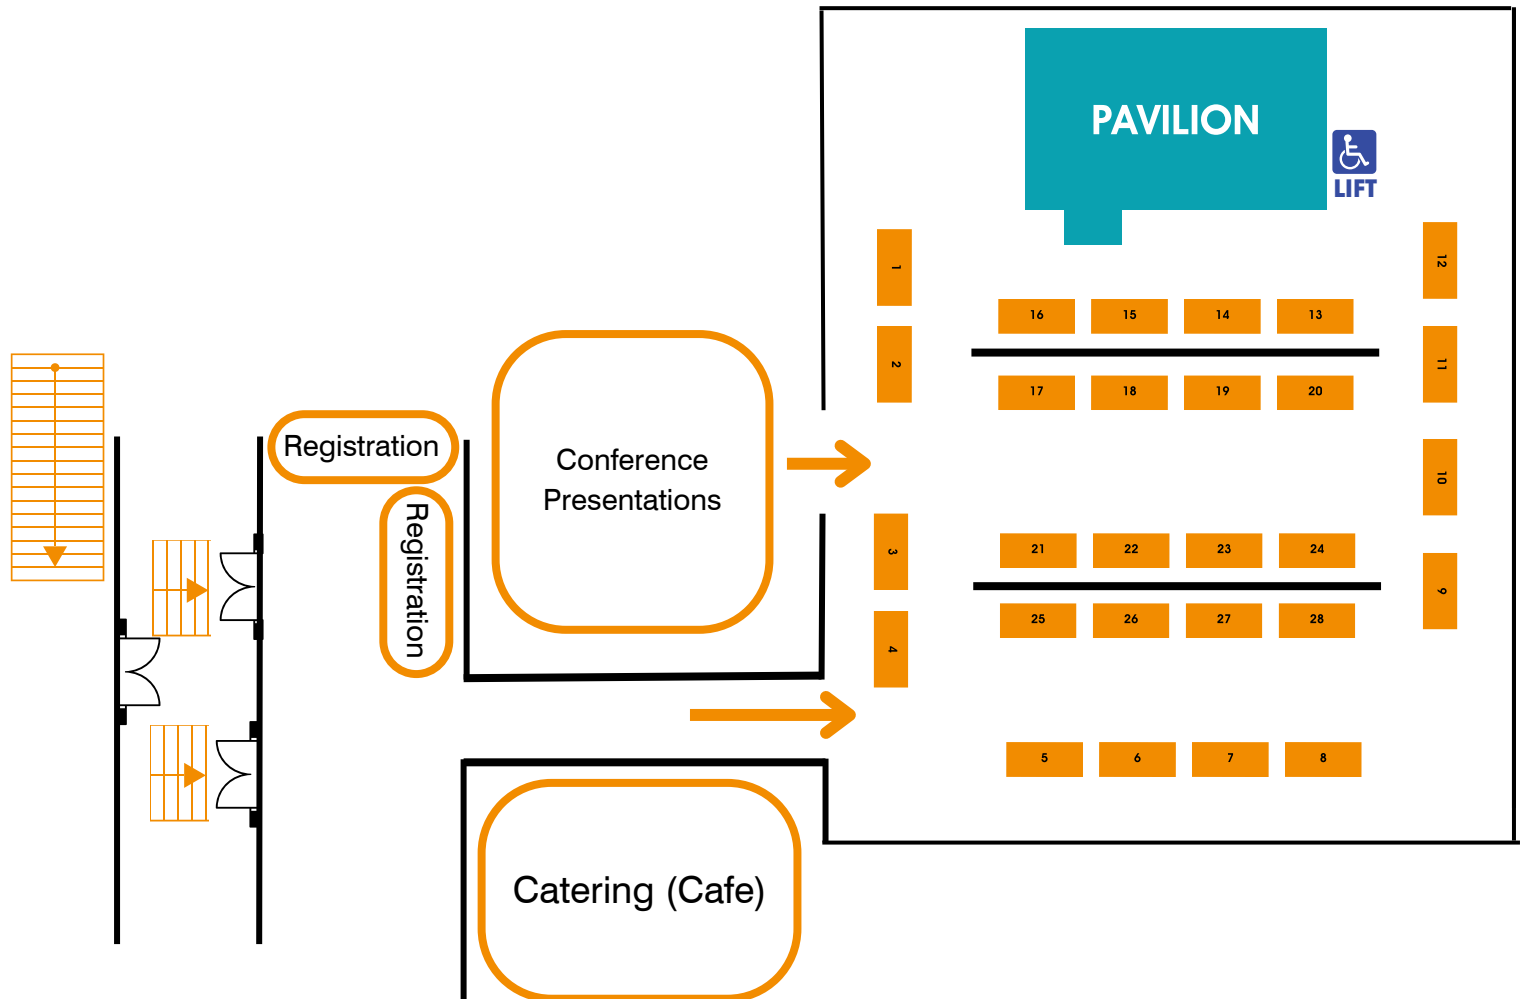 PAVILION
LIFT
1
12
16 15 14 13
2
11
17 18 19 20
Registration
Conference
Presentations
10
Registration
3
21 22 23 24
9
25 26 27 28
4
5 6 7 8
Catering (Cafe)